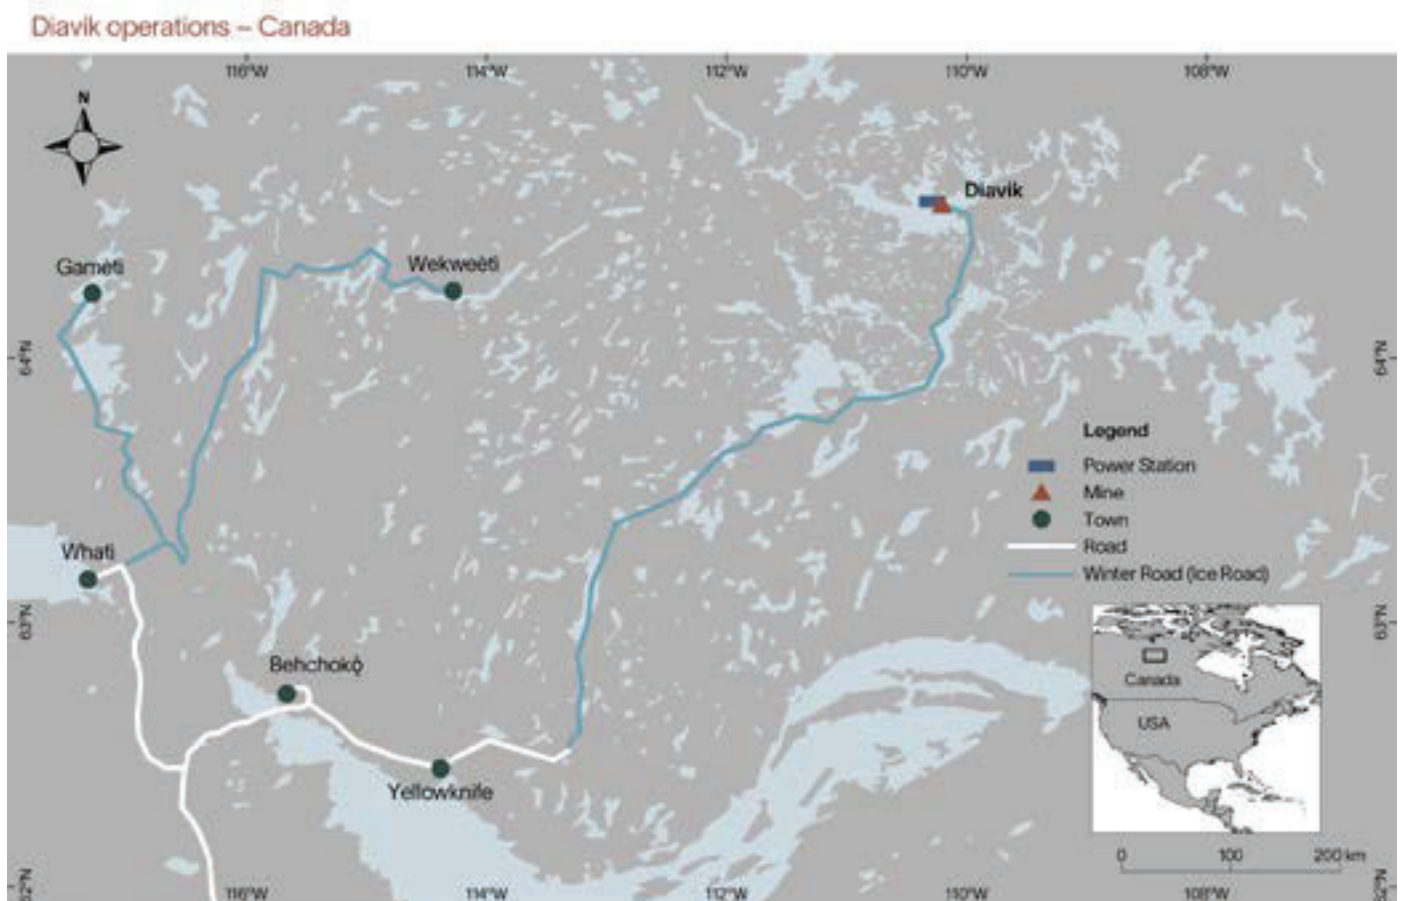 Diavik operations – Canada
116°W 114°W 112°W 110°W 108°W
N
Diavik
Gamèti
Wekweètì
64°N 64°N
Legend
Power Station
Mine
Town
Road
Winter Road (Ice Road)
Whatì
63°N 63°N
Behchokǫ̀
Canada
USA
Yellowknife
0 100 200 km
62°N 62°N
116°W 114°W 112°W 110°W 108°W